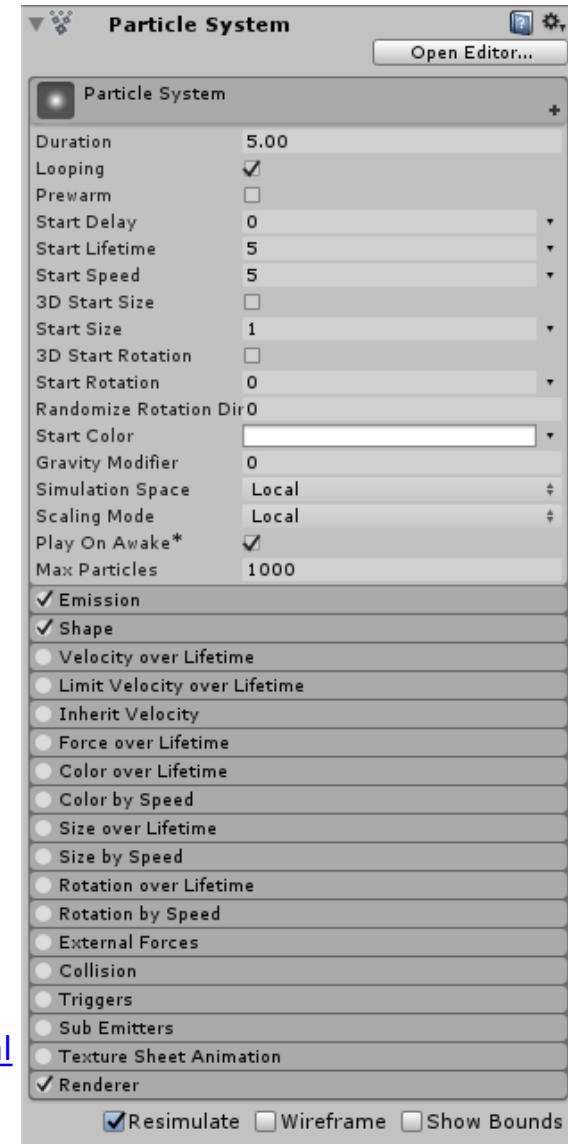 Particle System
Open Editor...
Particle System
Duration 5.00
Looping
Prewarm
Start Delay 0
Start Lifetime 5
Start Speed 5
3D Start Size
Start Size 1
3D Start Rotation
Start Rotation 0
Randomize Rotation Dir 0
Start Color
Gravity Modifier 0
Simulation Space Local
Scaling Mode Local
Play On Awake*
Max Particles 1000
Emission
Shape
Velocity over Lifetime
Limit Velocity over Lifetime
Inherit Velocity
Force over Lifetime
Color over Lifetime
Color by Speed
Size over Lifetime
Size by Speed
Rotation over Lifetime
Rotation by Speed
External Forces
Collision
Triggers
Sub Emitters
Texture Sheet Animation
Renderer
Resimulate Wireframe Show Bounds